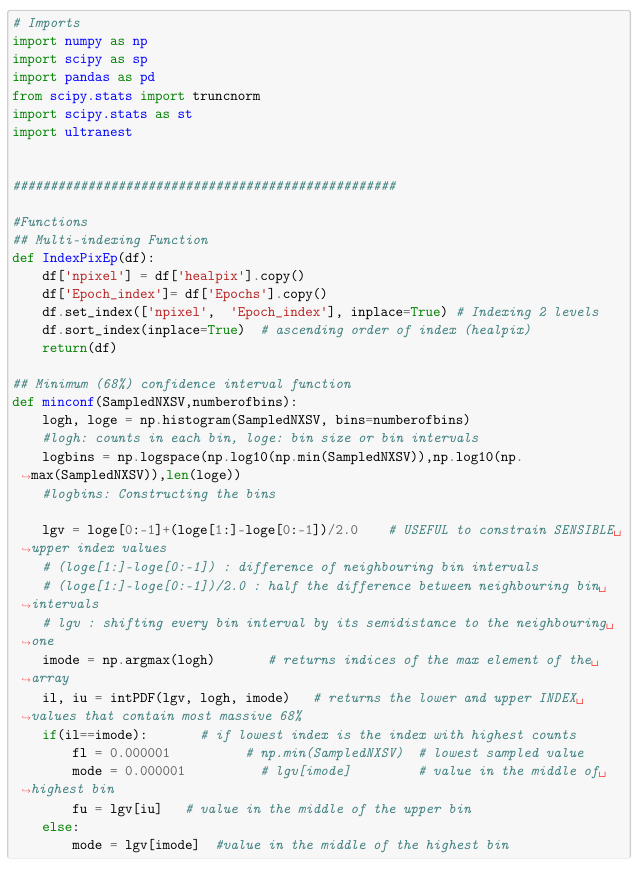 # Imports
import numpy as np
import scipy as sp
import pandas as pd
from scipy.stats import truncnorm
import scipy.stats as st
import ultranest
###################################################
#Functions
## Multi-indexing Function
def IndexPixEp(df):
    df['npixel'] = df['healpix'].copy()
    df['Epoch_index']= df['Epochs'].copy()
    df.set_index(['npixel',  'Epoch_index'], inplace=True) # Indexing 2 levels
    df.sort_index(inplace=True)  # ascending order of index (healpix)
    return(df)
## Minimum (68%) confidence interval function
def minconf(SampledNXSV,numberofbins):
    logh, loge = np.histogram(SampledNXSV, bins=numberofbins)
    #logh: counts in each bin, loge: bin size or bin intervals
    logbins = np.logspace(np.log10(np.min(SampledNXSV)),np.log10(np.
↪max(SampledNXSV)),len(loge))
    #logbins: Constructing the bins
    lgv = loge[0:-1]+(loge[1:]-loge[0:-1])/2.0    # USEFUL to constrain SENSIBLE␣
↪upper index values
    # (loge[1:]-loge[0:-1]) : difference of neighbouring bin intervals
    # (loge[1:]-loge[0:-1])/2.0 : half the difference between neighbouring bin␣
↪intervals
    # lgv : shifting every bin interval by its semidistance to the neighbouring␣
↪one
    imode = np.argmax(logh)       # returns indices of the max element of the␣
↪array
    il, iu = intPDF(lgv, logh, imode)   # returns the lower and upper INDEX␣
↪values that contain most massive 68%
    if(il==imode):       # if lowest index is the index with highest counts
        fl = 0.000001          # np.min(SampledNXSV)  # lowest sampled value
        mode = 0.000001          # lgv[imode]         # value in the middle of␣
↪highest bin
        fu = lgv[iu]   # value in the middle of the upper bin
    else:
        mode = lgv[imode]  #value in the middle of the highest bin